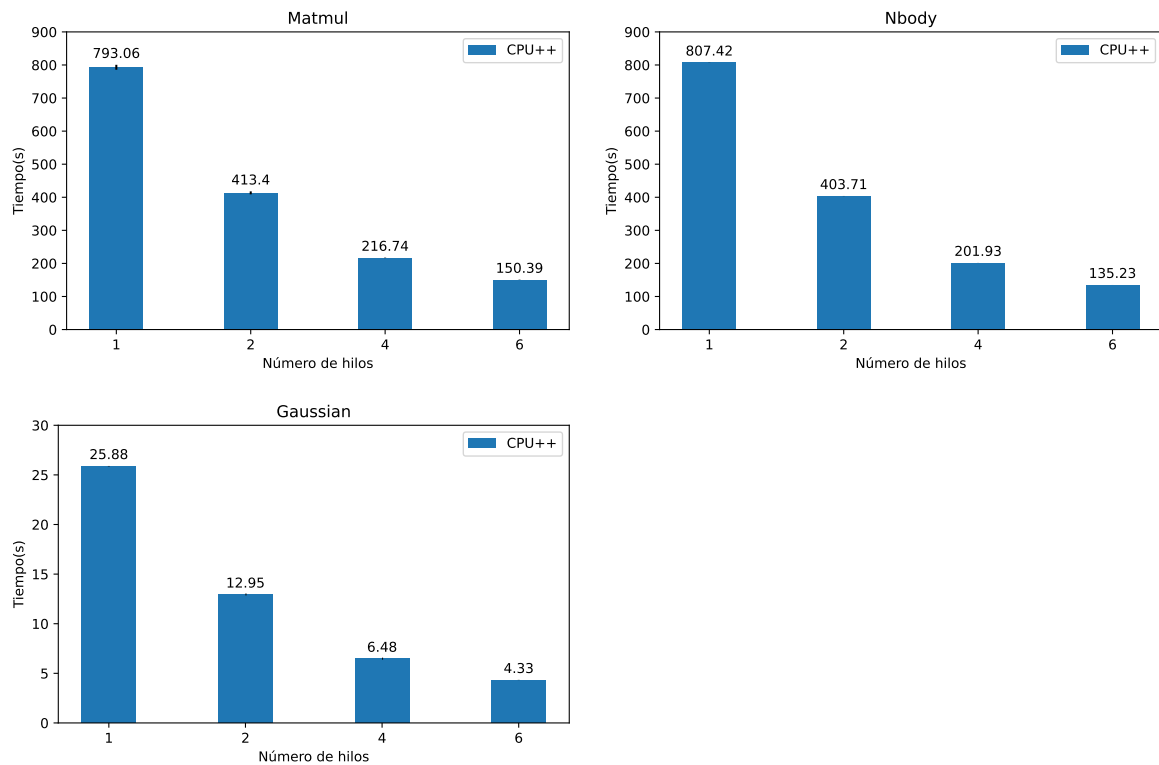 Matmul
900
800
700
600
500
400
300
200
100
0
Tiempo(s)
793.06
413.4
216.74
150.39
CPU++
1 2 4 6
Número de hilos
Nbody
900
800
700
600
500
400
300
200
100
0
Tiempo(s)
807.42
403.71
201.93
135.23
CPU++
1 2 4 6
Número de hilos
Gaussian
30
25
20
15
10
5
0
Tiempo(s)
25.88
12.95
6.48
4.33
CPU++
1 2 4 6
Número de hilos